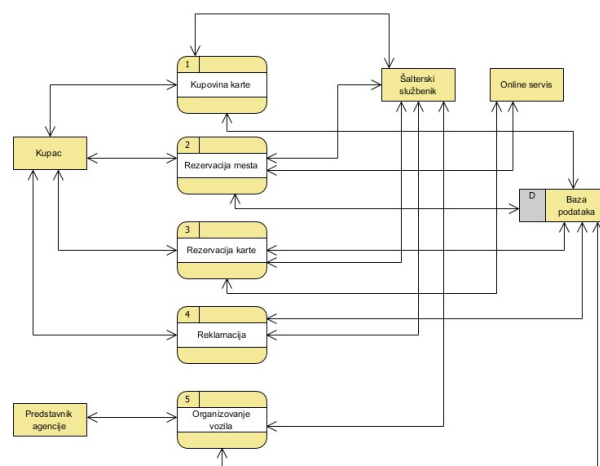 1
Kupovina karte
Šalterski
službenik
Online servis
2
Rezervacija mesta
Kupac
D
Baza
podataka
3
Rezervacija karte
4
Reklamacija
5
Organizovanje
vozila
Predstavnik
agencije